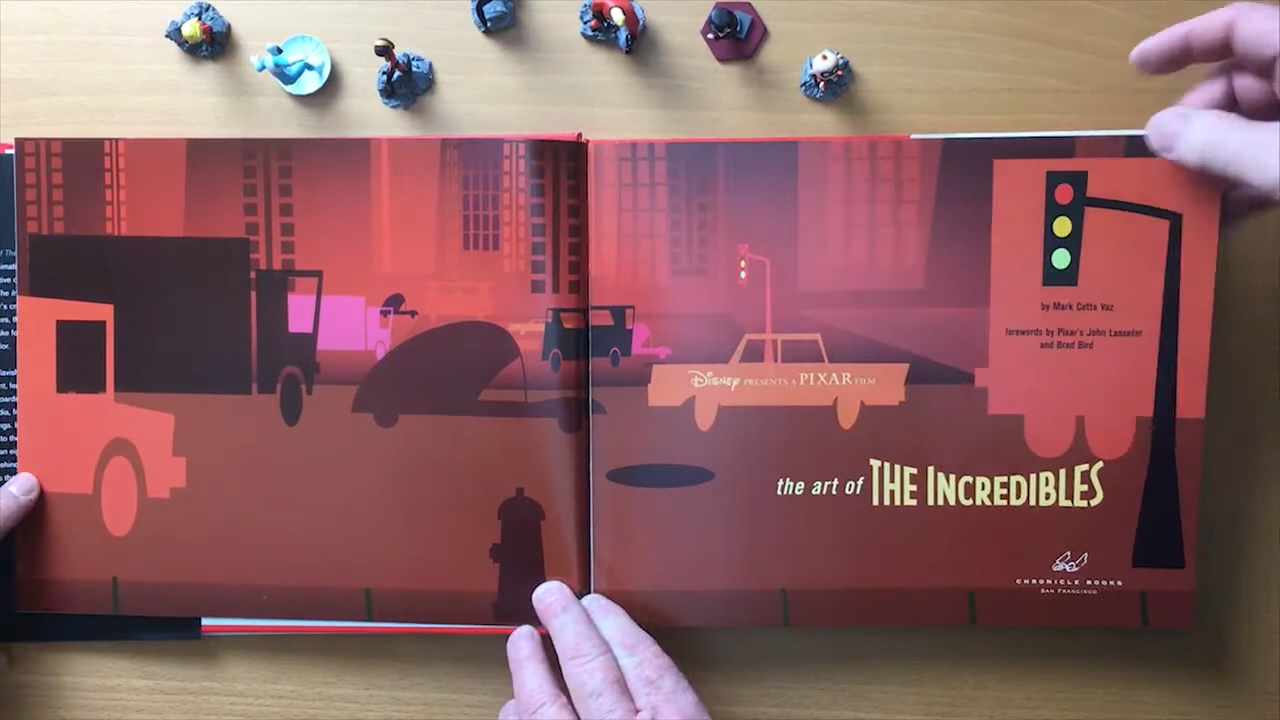 by Mark Cotta Vaz
forewords by Pixar's John Lasseter
and Brad Bird
DISNEY PRESENTS A PIXAR FILM
the art of THE INCREDIBLES
CHRONICLE BOOKS
SAN FRANCISCO